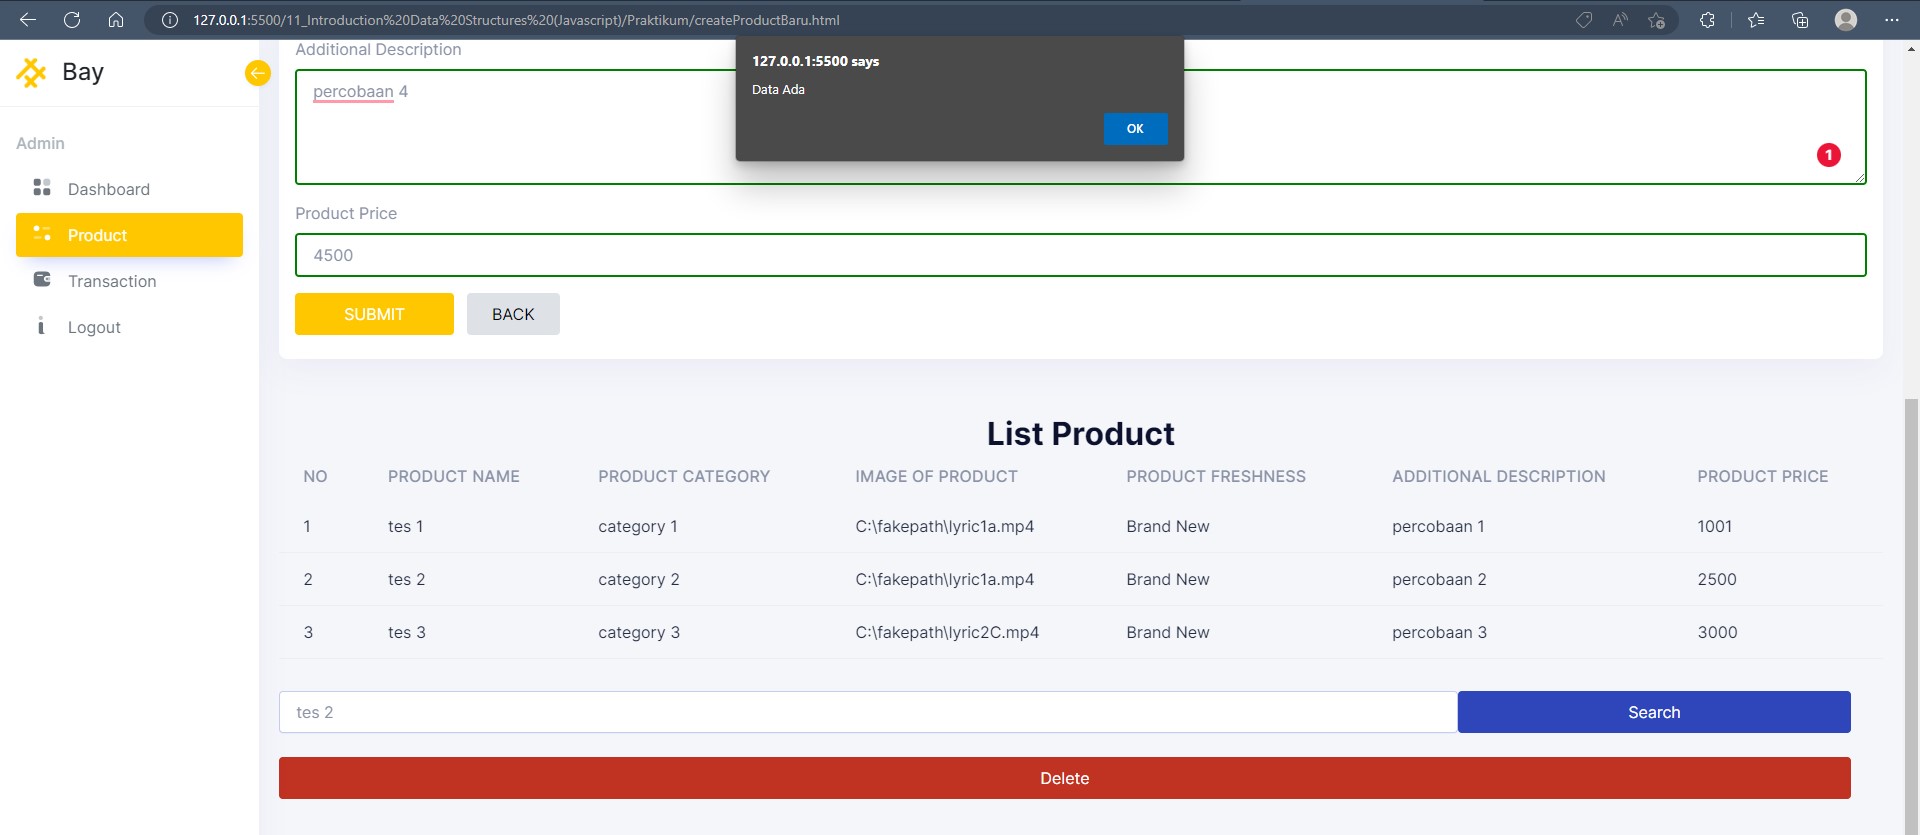 127.0.0.1:5500/11_Introduction%20Data%20Structures%20(Javascript)/Praktikum/createProductBaru.html
Bay
Admin
Dashboard
Product
Transaction
Logout
127.0.0.1:5500 says
Data Ada
OK
Additional Description
percobaan 4
1
Product Price
4500
SUBMIT BACK
List Product
NO PRODUCT NAME PRODUCT CATEGORY IMAGE OF PRODUCT PRODUCT FRESHNESS ADDITIONAL DESCRIPTION PRODUCT PRICE
1 tes 1 category 1 C:\fakepath\lyric1a.mp4 Brand New percobaan 1 1001
2 tes 2 category 2 C:\fakepath\lyric1a.mp4 Brand New percobaan 2 2500
3 tes 3 category 3 C:\fakepath\lyric2C.mp4 Brand New percobaan 3 3000
tes 2 Search
Delete